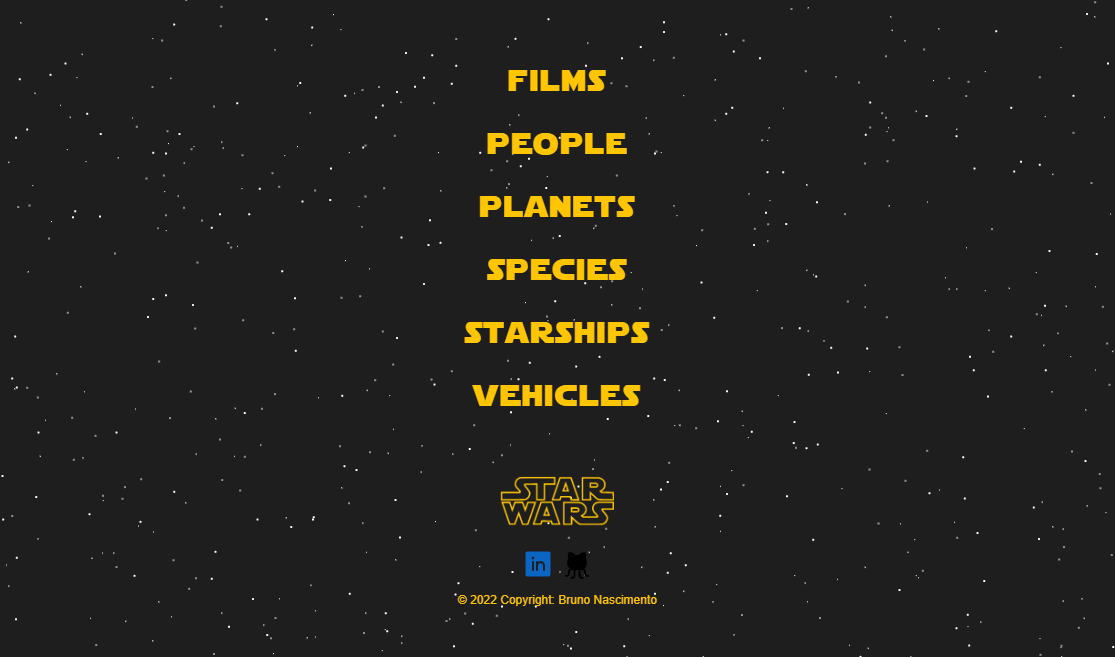 FILMS
PEOPLE
PLANETS
SPECIES
STARSHIPS
VEHICLES
STAR
WARS
in
© 2022 Copyright: Bruno Nascimento